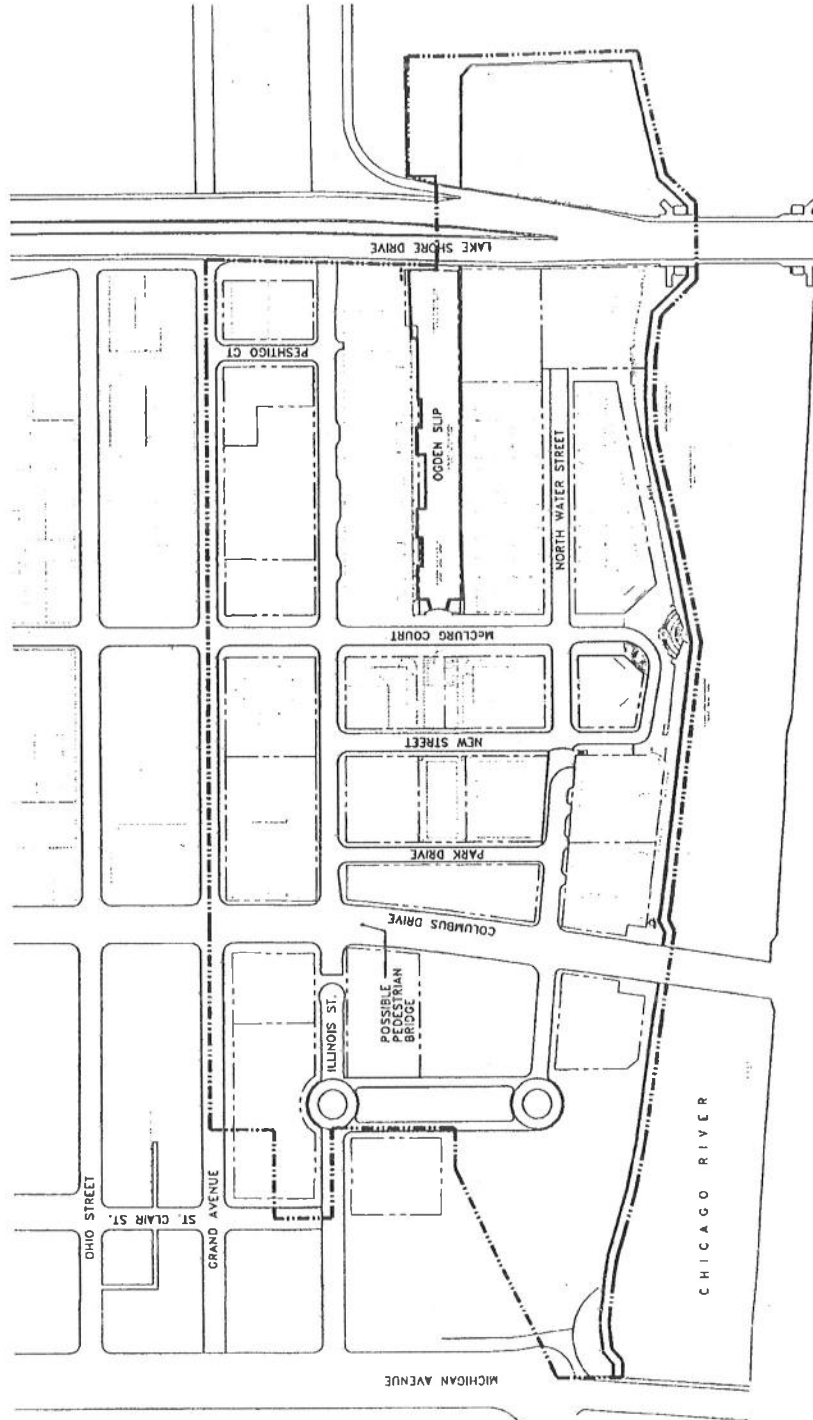 LAKE SHORE DRIVE
PESHTIGO CT
OGDEN SLIP
NORTH WATER STREET
McCLURG COURT
NEW STREET
PARK DRIVE
COLUMBUS DRIVE
POSSIBLE
PEDESTRIAN
BRIDGE
ILLINOIS ST.
OHIO STREET
ST. CLAIR ST.
GRAND AVENUE
CHICAGO RIVER
MICHIGAN AVENUE